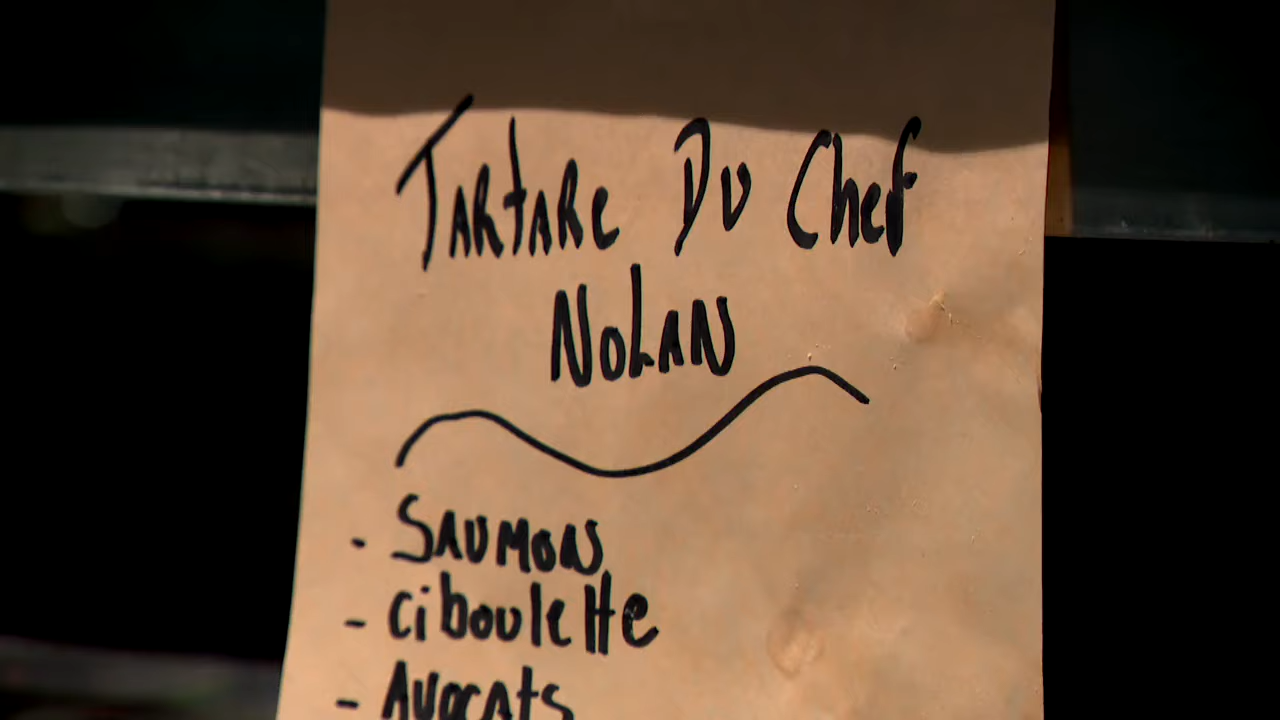 Tartare Du Chef
Nolan
- Saumon
- ciboulette
- Avocats